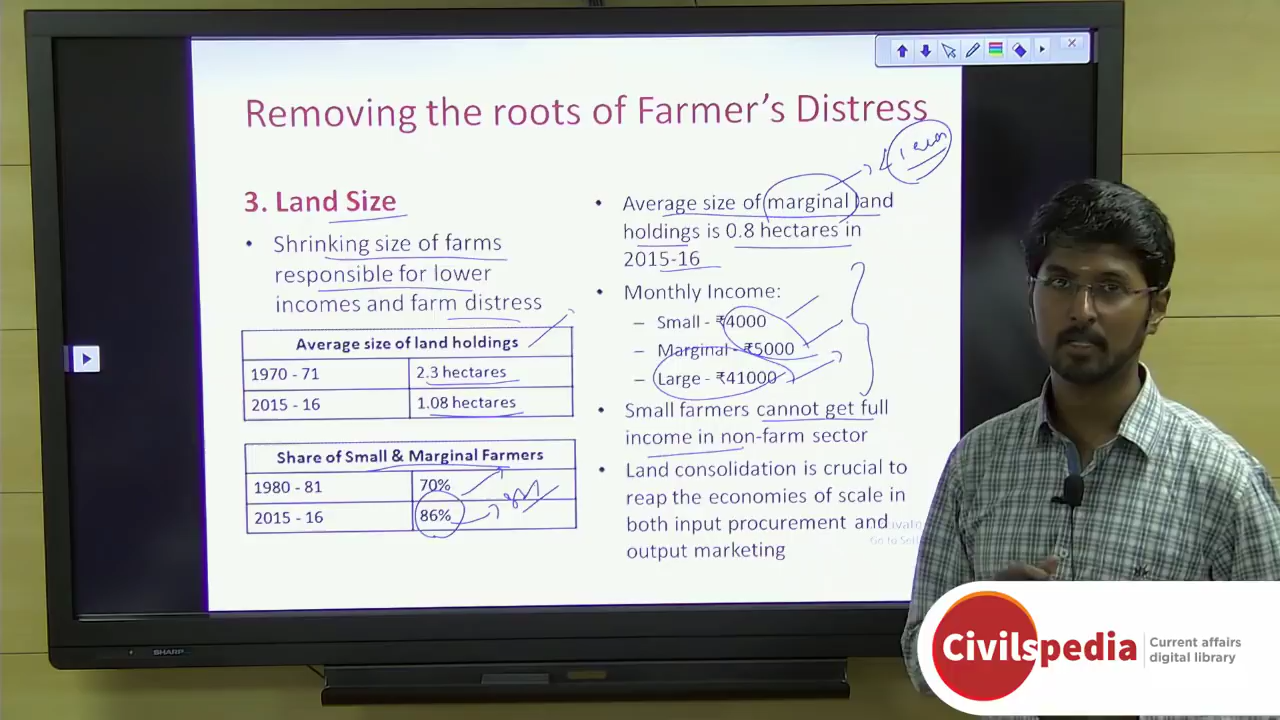 Removing the roots of Farmer's Distress
3. Land Size
• Shrinking size of farms
responsible for lower
incomes and farm distress
Average size of land holdings
1970 - 71 2.3 hectares
2015 - 16 1.08 hectares
Share of Small & Marginal Farmers
1980 - 81 70%
2015 - 16 86%
• Average size of marginal land
holdings is 0.8 hectares in
2015-16
• Monthly Income:
– Small - ₹4000
– Marginal - ₹5000
– Large - ₹41000
• Small farmers cannot get full
income in non-farm sector
• Land consolidation is crucial to
reap the economies of scale in
both input procurement and
output marketing
SHARP
Civilspedia
Current affairs
digital library